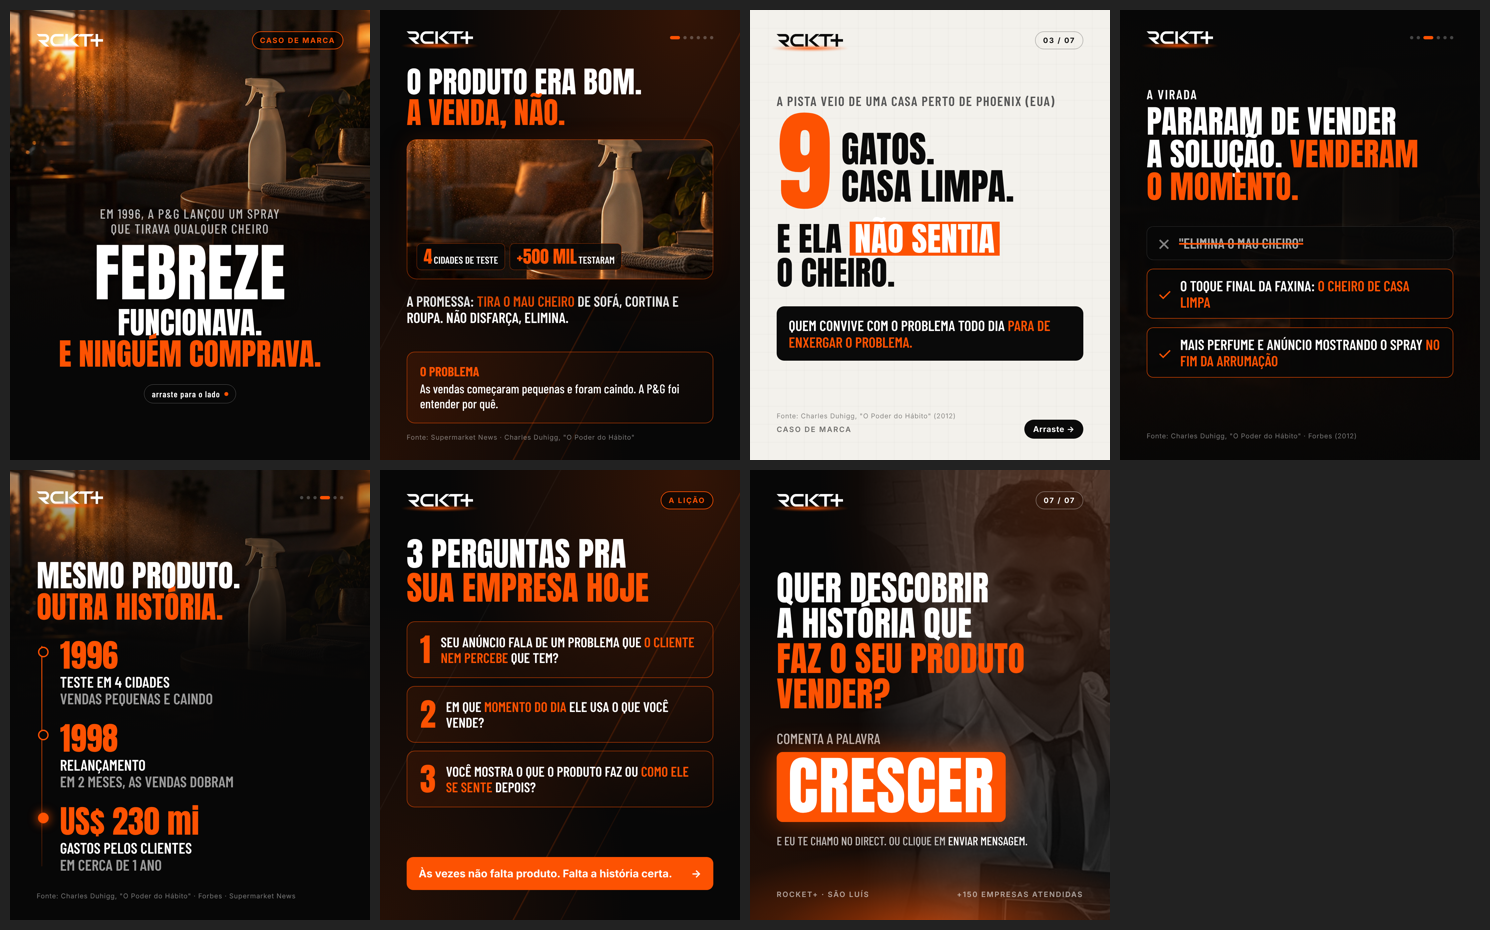 RCKT+
CASO DE MARCA
EM 1996, A P&G LANÇOU UM SPRAY
QUE TIRAVA QUALQUER CHEIRO
FEBREZE
FUNCIONAVA.
E NINGUÉM COMPRAVA.
arraste para o lado
RCKT+
O PRODUTO ERA BOM.
A VENDA, NÃO.
4 CIDADES DE TESTE
+500 MIL TESTARAM
A PROMESSA: TIRA O MAU CHEIRO DE SOFÁ, CORTINA E
ROUPA. NÃO DISFARÇA, ELIMINA.
O PROBLEMA
As vendas começaram pequenas e foram caindo. A P&G foi
entender por quê.
Fonte: Supermarket News · Charles Duhigg, "O Poder do Hábito"
RCKT+
03 / 07
A PISTA VEIO DE UMA CASA PERTO DE PHOENIX (EUA)
9 GATOS.
CASA LIMPA.
E ELA NÃO SENTIA
O CHEIRO.
QUEM CONVIVE COM O PROBLEMA TODO DIA PARA DE
ENXERGAR O PROBLEMA.
Fonte: Charles Duhigg, "O Poder do Hábito" (2012)
CASO DE MARCA
Arraste →
RCKT+
A VIRADA
PARARAM DE VENDER
A SOLUÇÃO. VENDERAM
O MOMENTO.
"ELIMINA O MAU CHEIRO"
O TOQUE FINAL DA FAXINA: O CHEIRO DE CASA
LIMPA
MAIS PERFUME E ANÚNCIO MOSTRANDO O SPRAY NO
FIM DA ARRUMAÇÃO
Fonte: Charles Duhigg, "O Poder do Hábito" · Forbes (2012)
RCKT+
MESMO PRODUTO.
OUTRA HISTÓRIA.
1996
TESTE EM 4 CIDADES
VENDAS PEQUENAS E CAINDO
1998
RELANÇAMENTO
EM 2 MESES, AS VENDAS DOBRAM
US$ 230 mi
GASTOS PELOS CLIENTES
EM CERCA DE 1 ANO
Fonte: Charles Duhigg, "O Poder do Hábito" · Forbes · Supermarket News
RCKT+
A LIÇÃO
3 PERGUNTAS PRA
SUA EMPRESA HOJE
1 SEU ANÚNCIO FALA DE UM PROBLEMA QUE O CLIENTE
NEM PERCEBE QUE TEM?
2 EM QUE MOMENTO DO DIA ELE USA O QUE VOCÊ
VENDE?
3 VOCÊ MOSTRA O QUE O PRODUTO FAZ OU COMO ELE
SE SENTE DEPOIS?
Às vezes não falta produto. Falta a história certa. →
RCKT+
07 / 07
QUER DESCOBRIR
A HISTÓRIA QUE
FAZ O SEU PRODUTO
VENDER?
COMENTA A PALAVRA
CRESCER
E EU TE CHAMO NO DIRECT. OU CLIQUE EM ENVIAR MENSAGEM.
ROCKET+ · SÃO LUÍS
+150 EMPRESAS ATENDIDAS